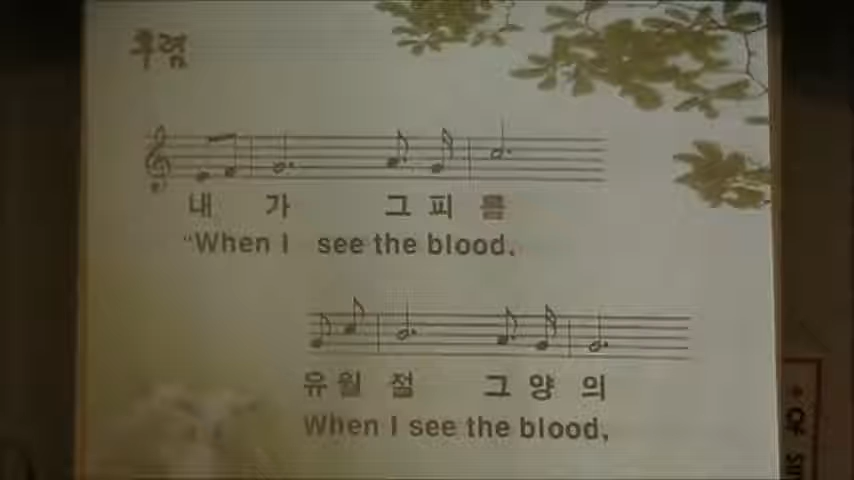 후렴
내 가 그 피 를
"When I see the blood,
유 월 절 그 양 의
When I see the blood,
OF